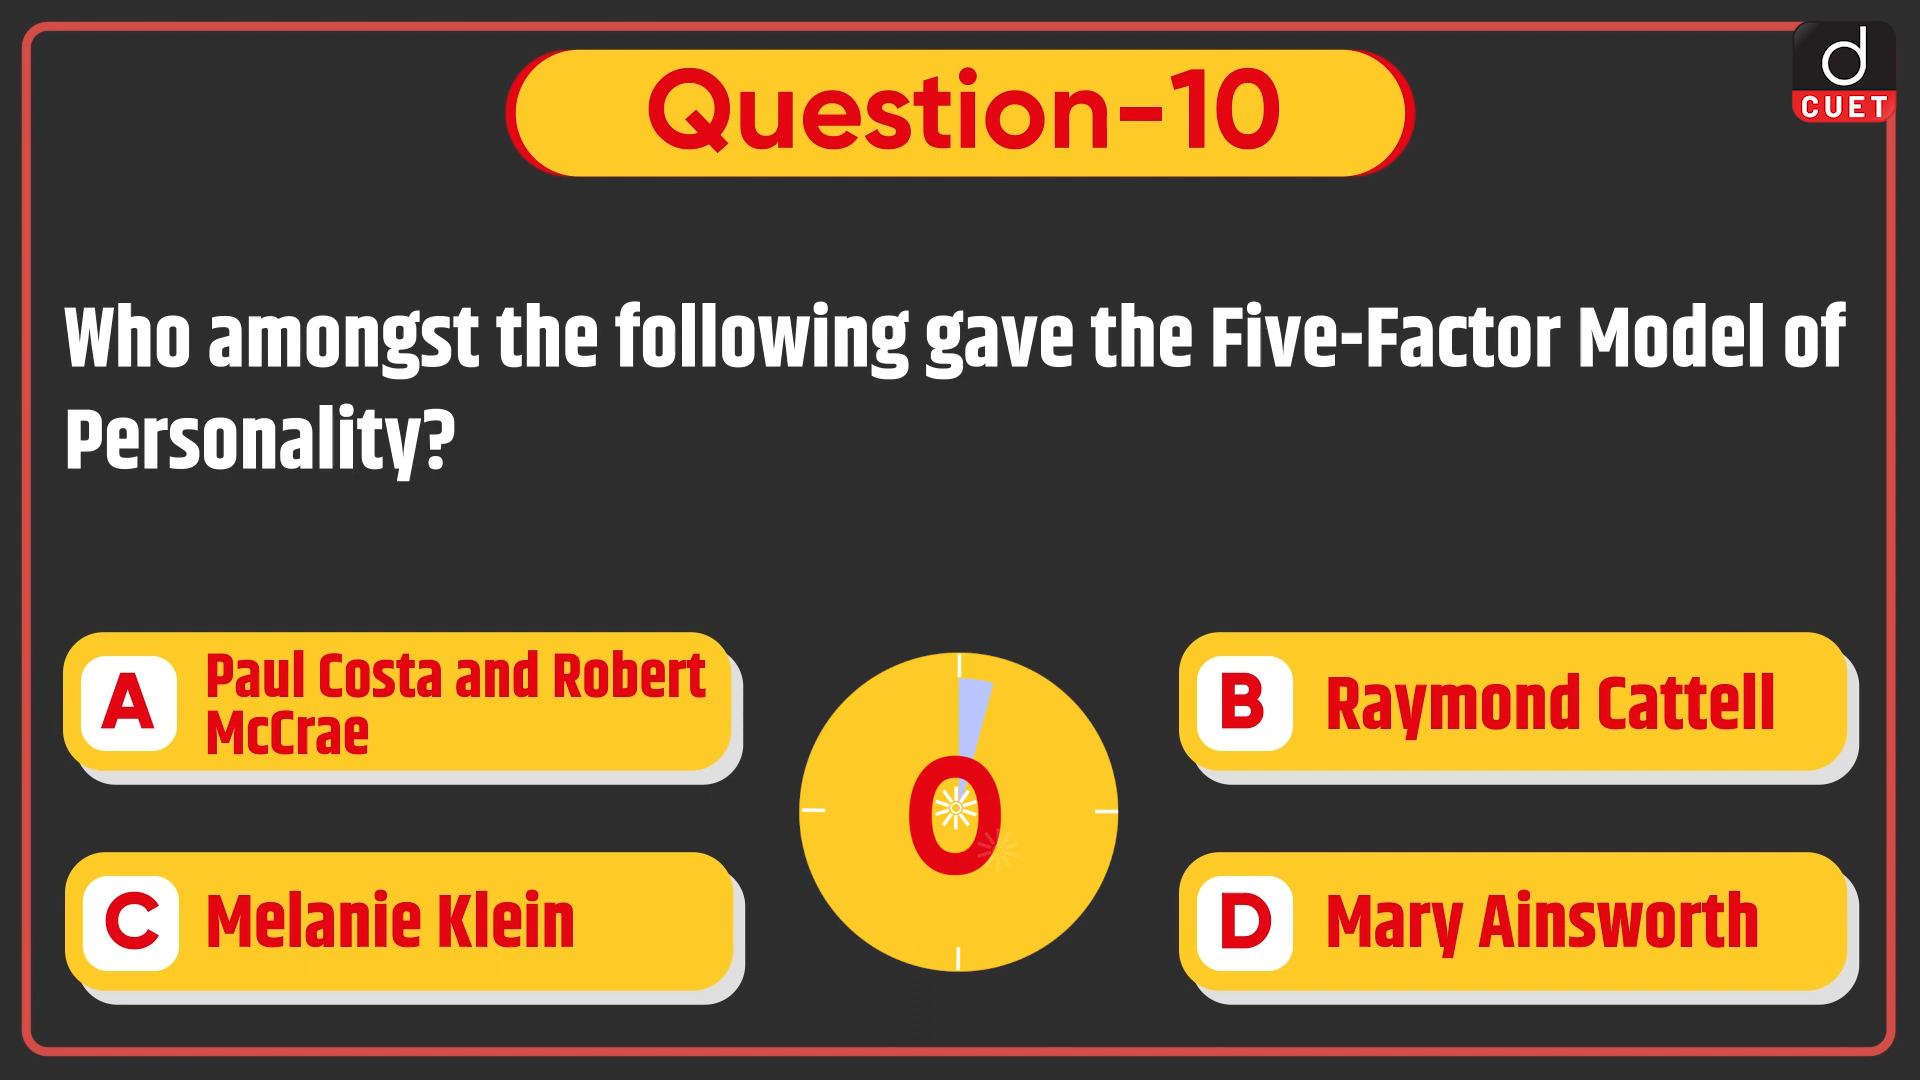 d
CUET
Question-10
Who amongst the following gave the Five-Factor Model of
Personality?
A
Paul Costa and Robert
McCrae
B
Raymond Cattell
0
C
Melanie Klein
D
Mary Ainsworth